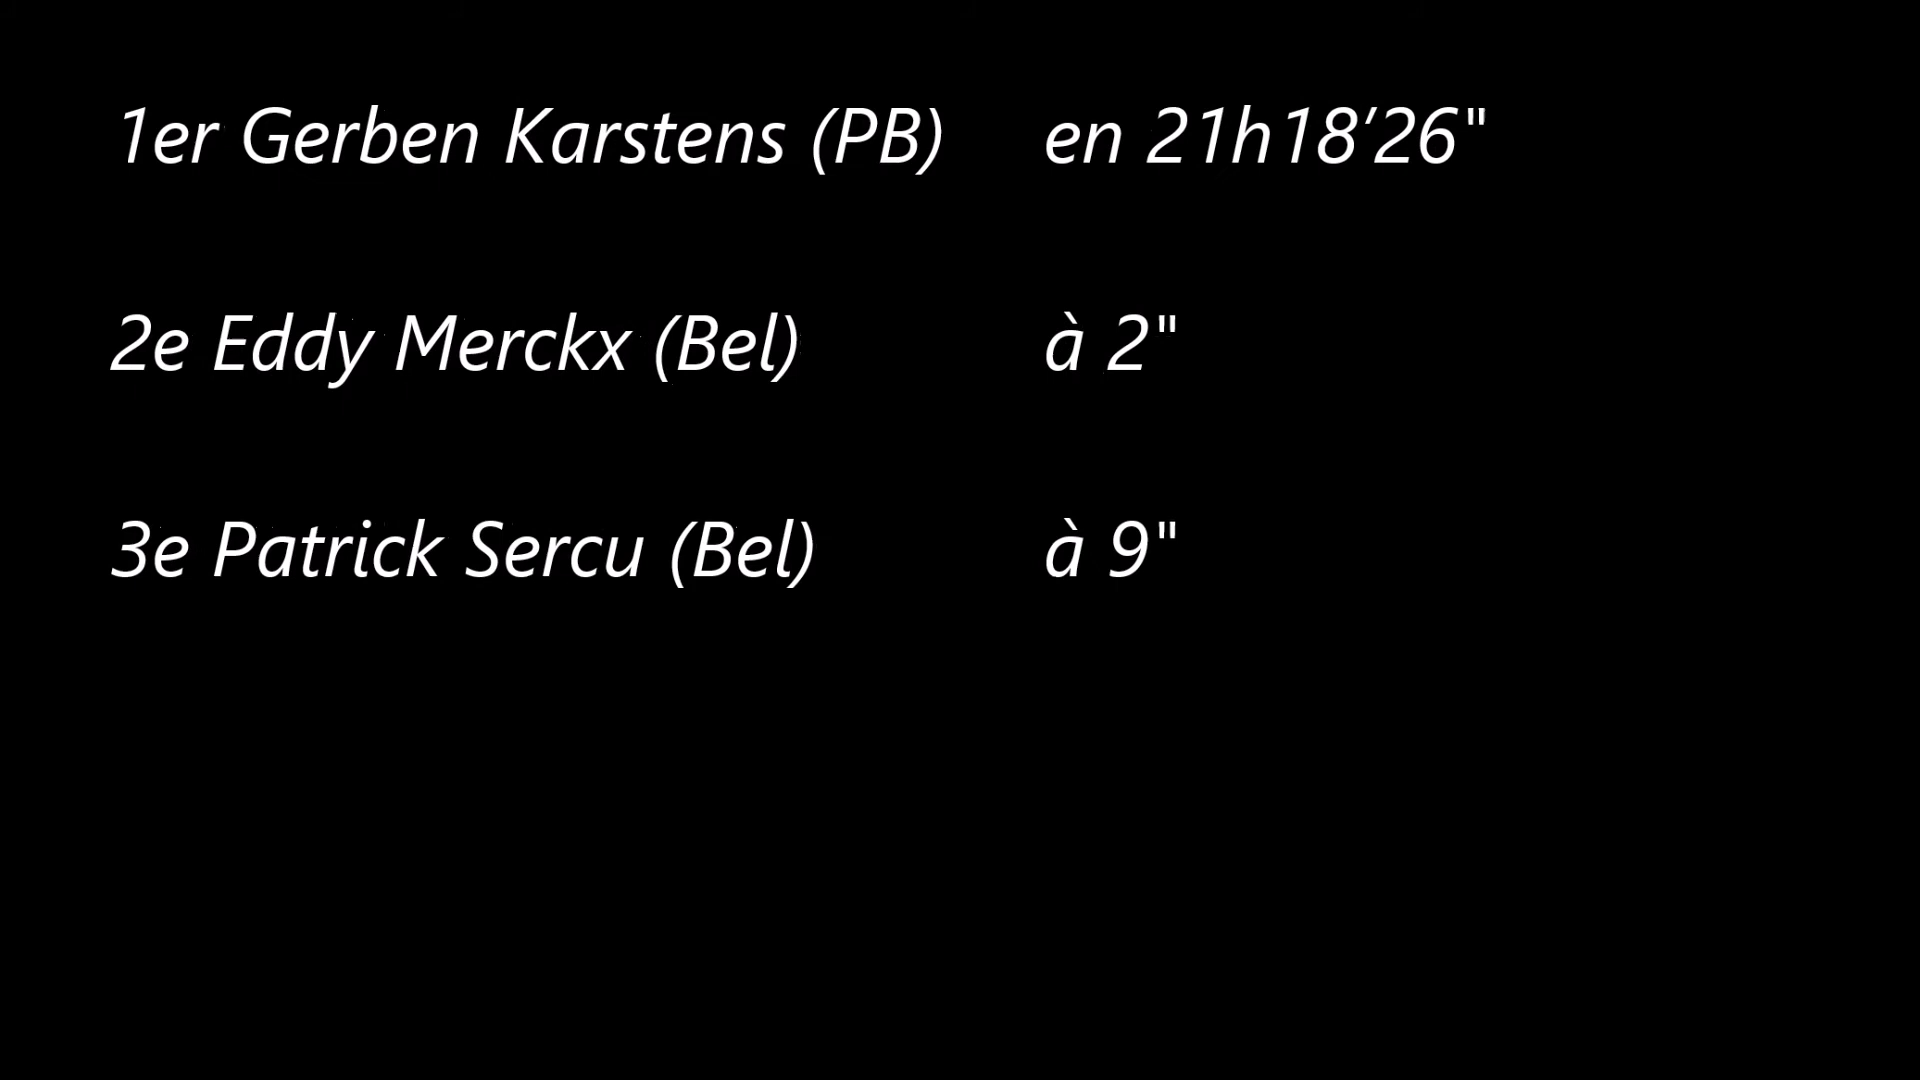 1er Gerben Karstens (PB) en 21h18’26"
2e Eddy Merckx (Bel) à 2"
3e Patrick Sercu (Bel) à 9"